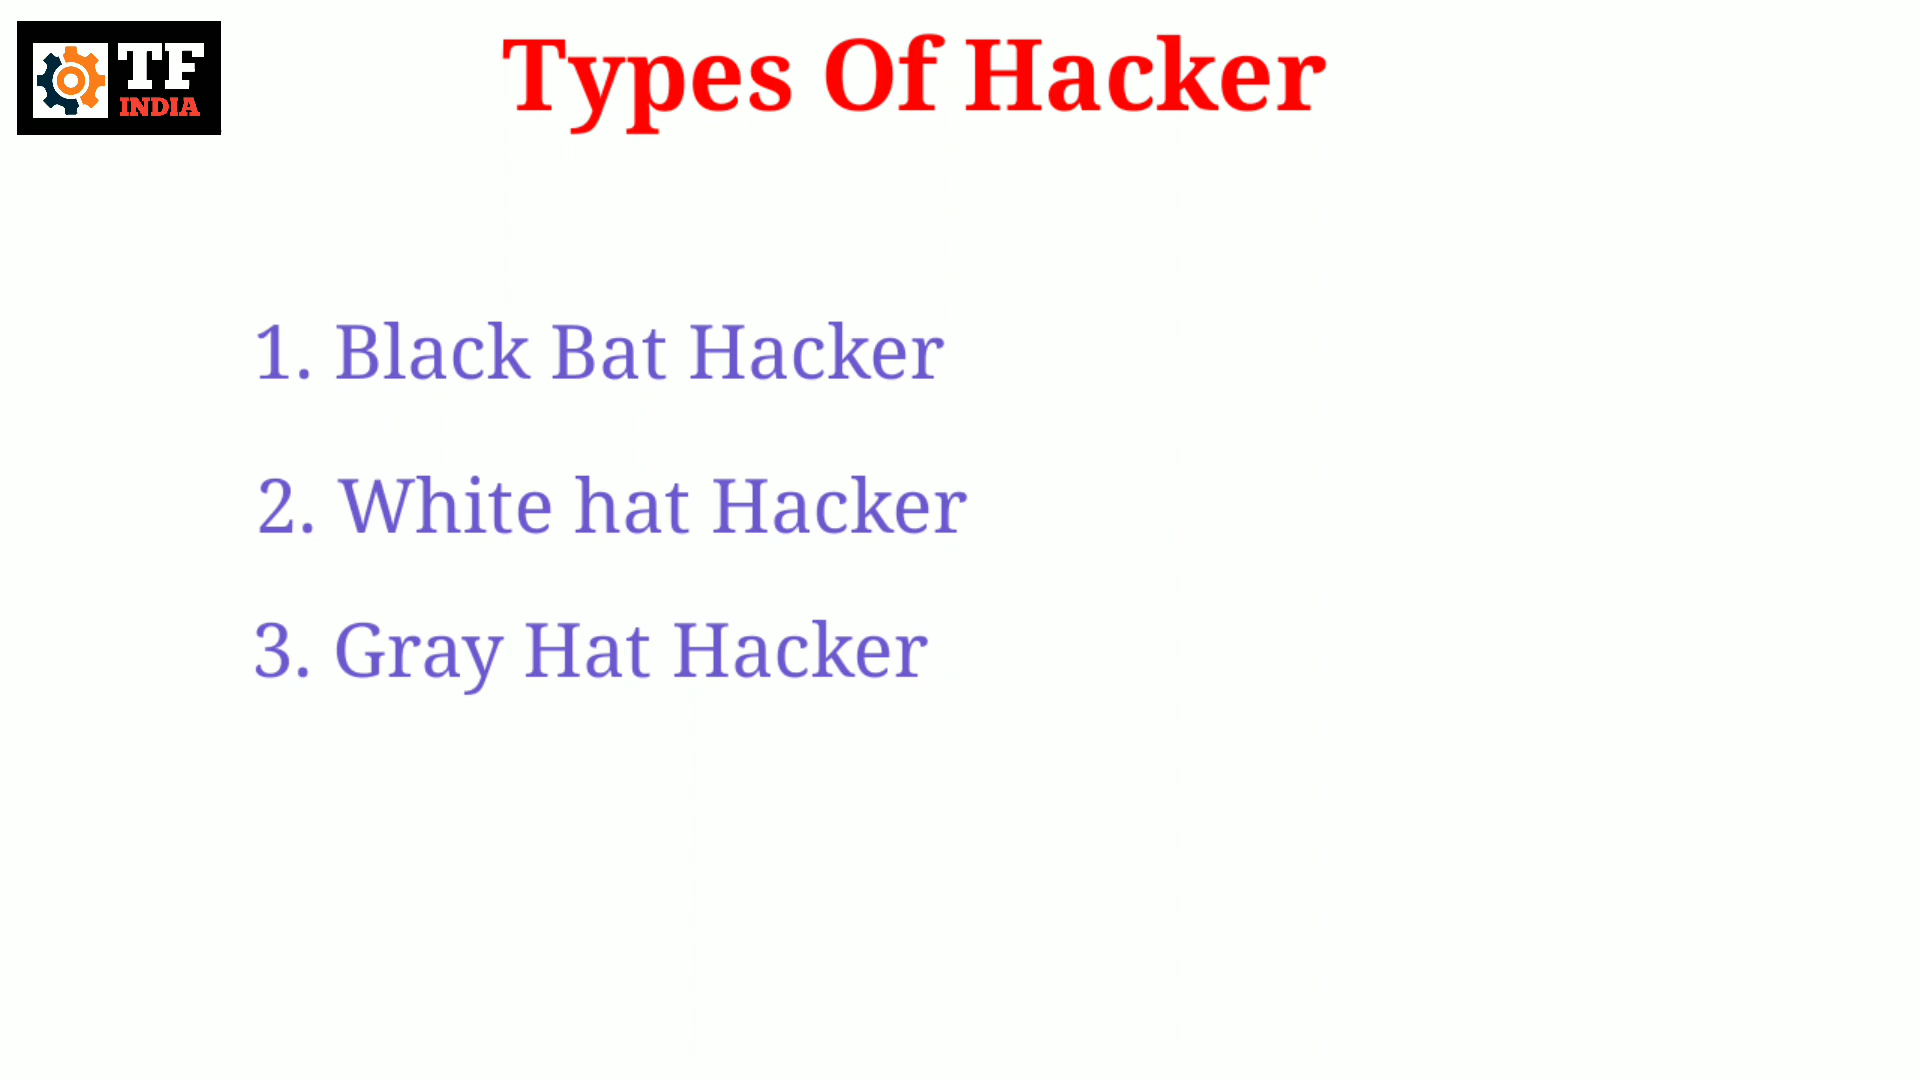 TF
INDIA
Types Of Hacker
1. Black Bat Hacker
2. White hat Hacker
3. Gray Hat Hacker